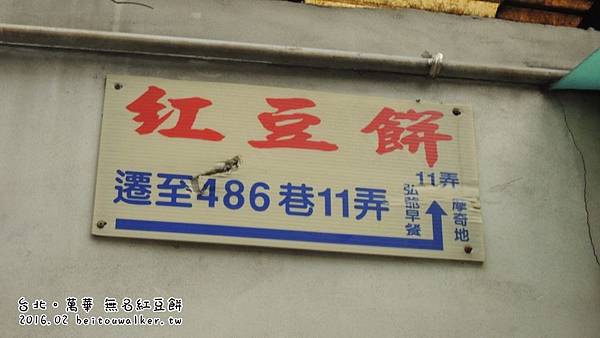 紅豆餅
遷至486巷11弄
11弄
弘爺早餐
摩奇地
台北。萬華 無名紅豆餅
2016.02 beitouwalker.tw